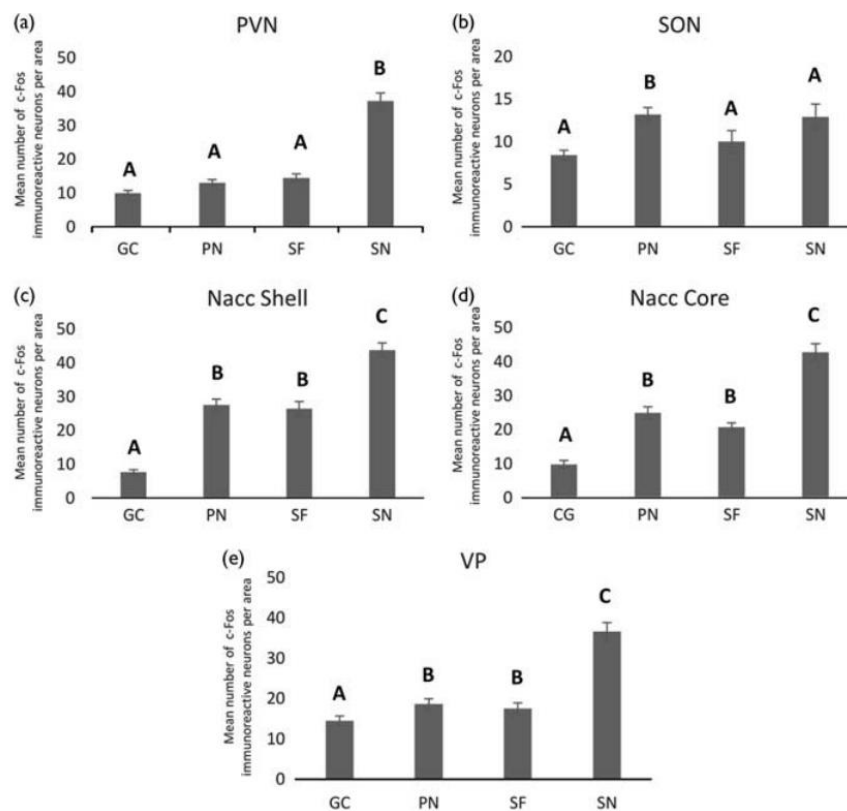 (a)
PVN
Mean number of c-Fos
immunoreactive neurons per area
50
40
30
20
10
0
A
A
A
B
GC PN SF SN
(b)
SON
Mean number of c-Fos
immunoreactive neurons per area
20
15
10
5
0
A
B
A
A
GC PN SF SN
(c)
Nacc Shell
Mean number of c-Fos
immunoreactive neurons per area
50
40
30
20
10
0
A
B
B
C
GC PN SF SN
(d)
Nacc Core
Mean number of c-Fos
immunoreactive neurons per area
50
40
30
20
10
0
A
B
B
C
CG PN SF SN
(e)
VP
Mean number of c-Fos
immunoreactive neurons per area
50
40
30
20
10
0
A
B
B
C
GC PN SF SN